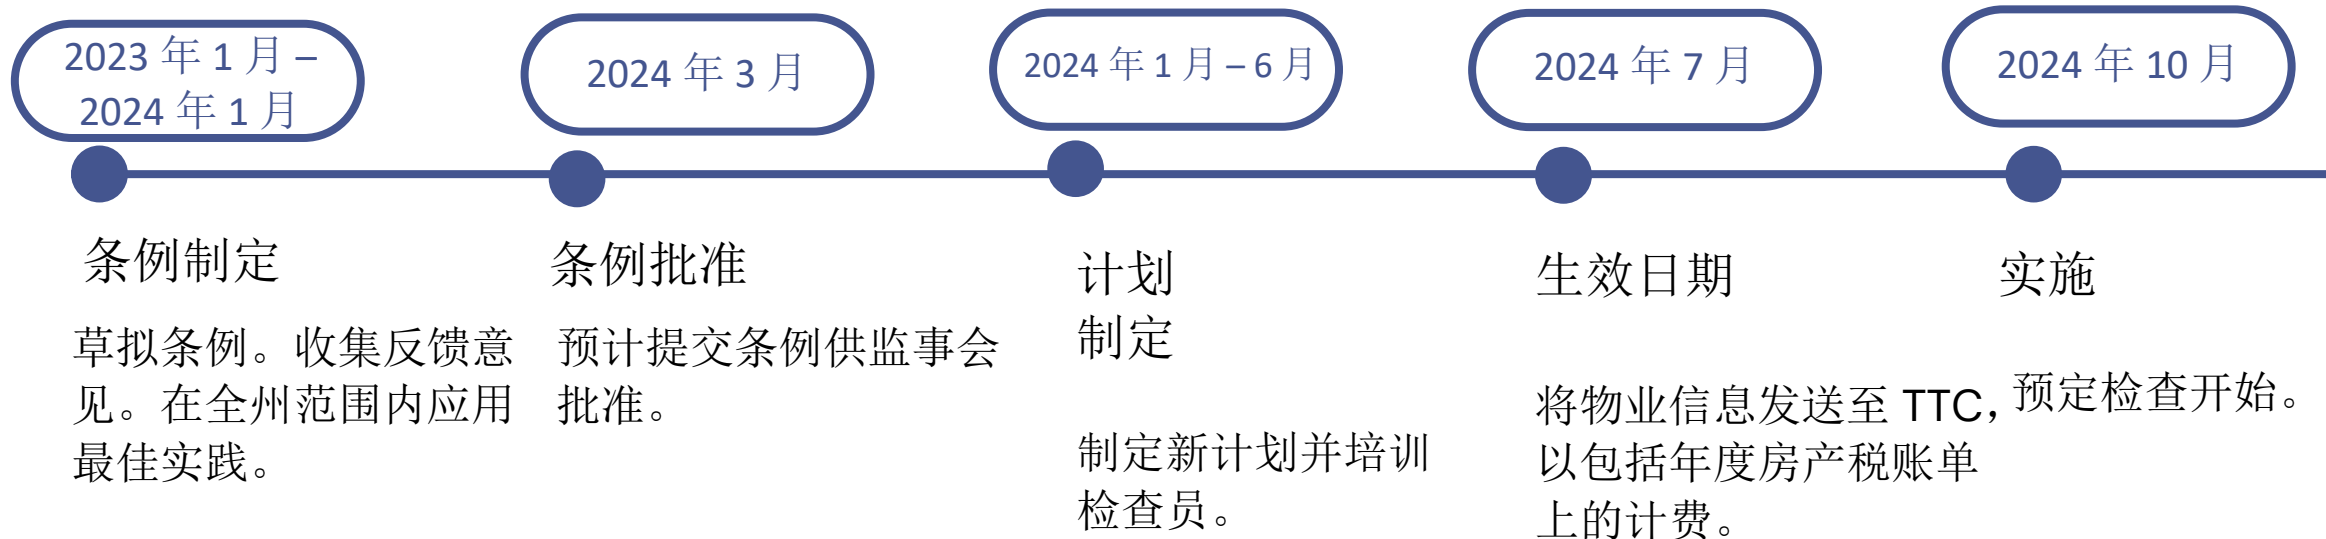 2023 年 1 月 –
2024 年 1 月
2024 年 3 月
2024 年 1 月 – 6 月
2024 年 7 月
2024 年 10 月
条例制定
草拟条例。收集反馈意
见。在全州范围内应用
最佳实践。
条例批准
预计提交条例供监事会
批准。
计划
制定
制定新计划并培训
检查员。
生效日期
将物业信息发送至 TTC，
以包括年度房产税账单
上的计费。
实施
预定检查开始。